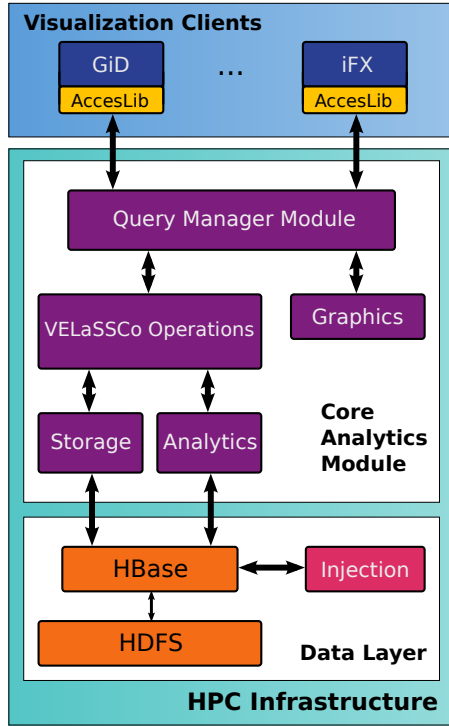 Visualization Clients
GiD
...
iFX
AccesLib
AccesLib
Query Manager Module
VELaSSCo Operations
Graphics
Storage
Analytics
Core
Analytics
Module
HBase
Injection
HDFS
Data Layer
HPC Infrastructure